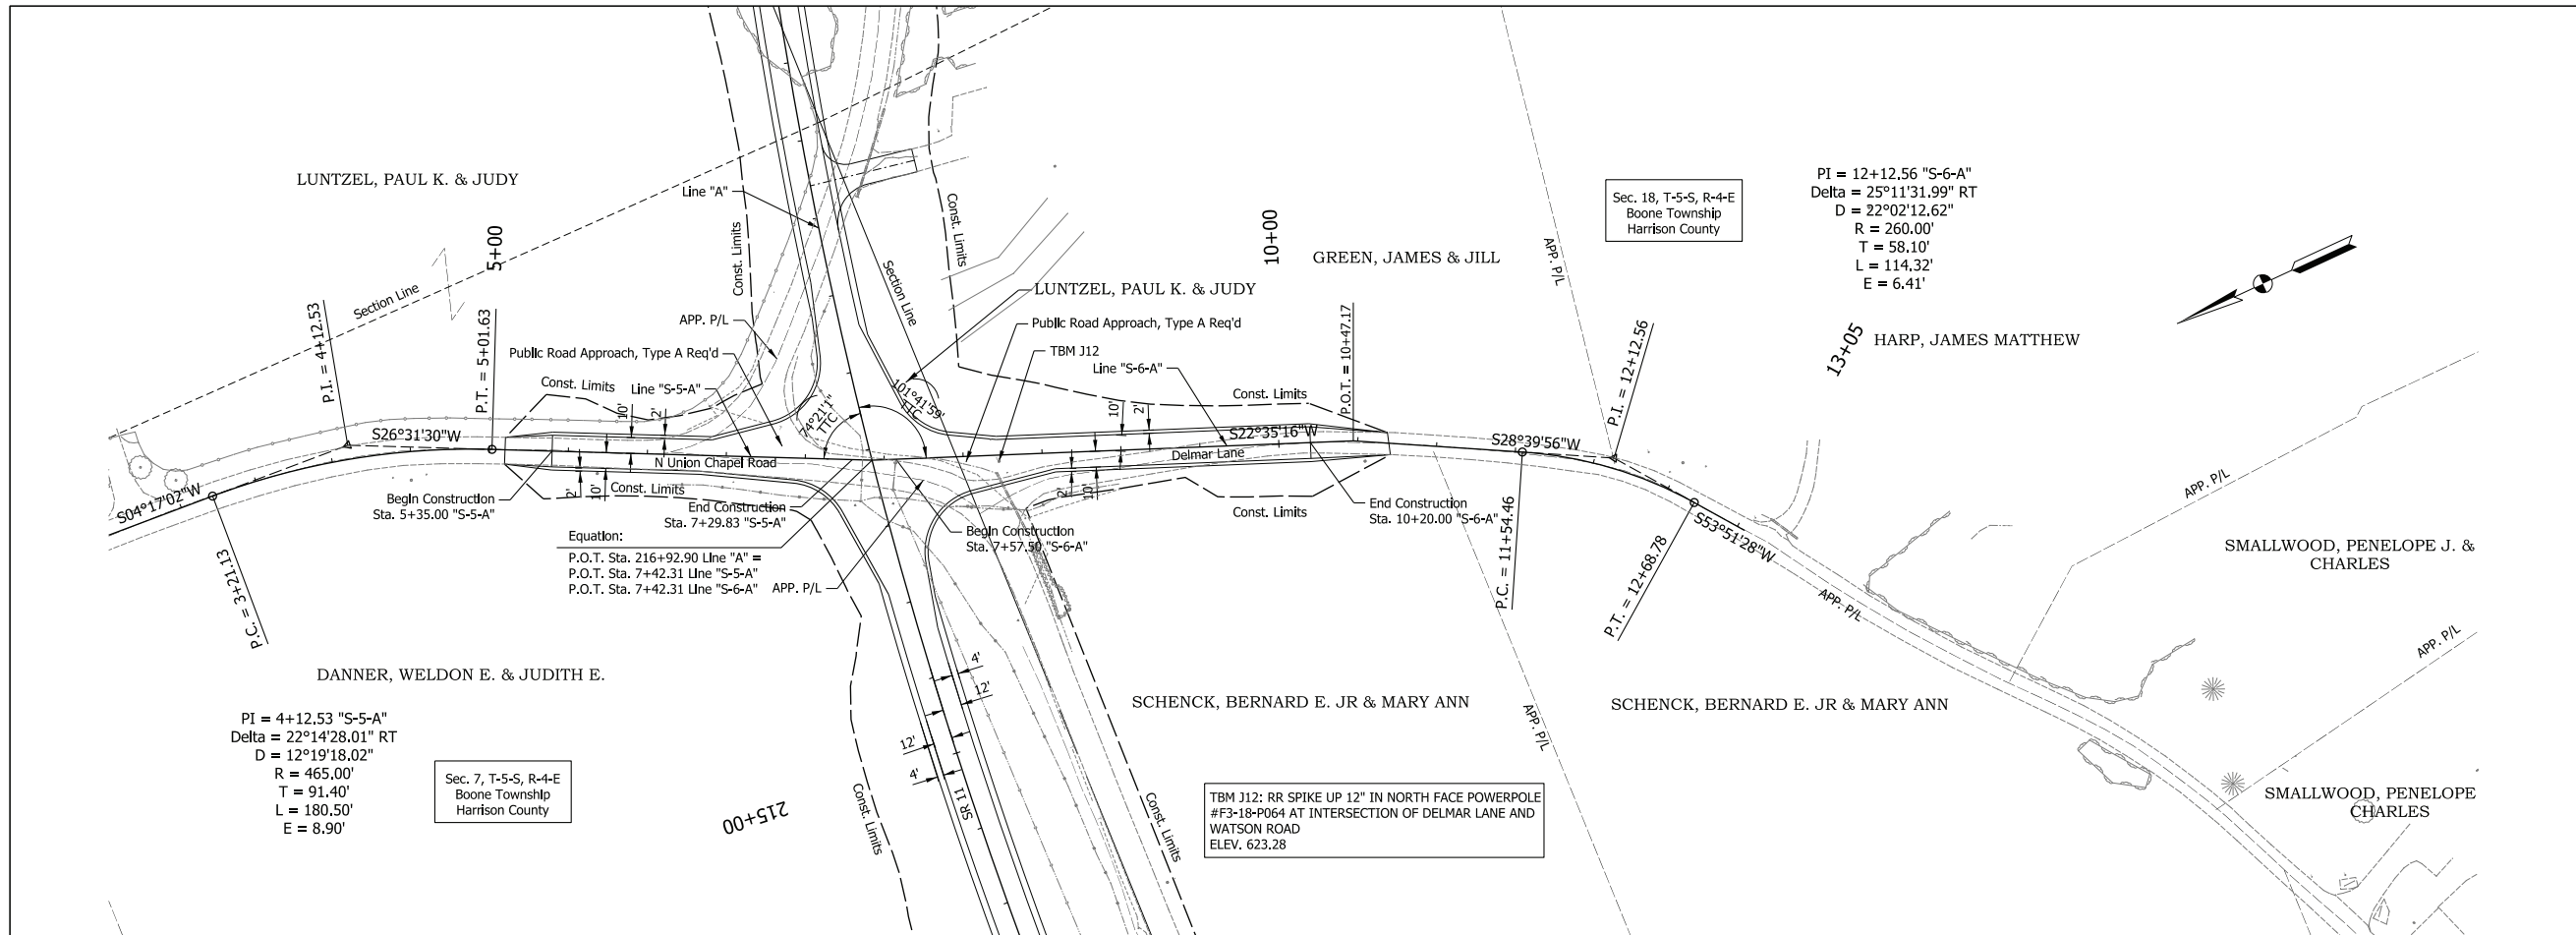 LUNTZEL, PAUL K. & JUDY
Section Line
5+00
P.I. = 4+12.53
P.T. = 5+01.63
S26°31'30"W
S04°17'02"W
P.C. = 3+21.13
Const. Limits
Line "S-5-A"
Public Road Approach, Type A Req'd
APP. P/L
Const. Limits
Line "A"
10'
2'
N Union Chapel Road
2'
10'
Const. Limits
Begin Construction
Sta. 5+35.00 "S-5-A"
End Construction
Sta. 7+29.83 "S-5-A"
Equation:
P.O.T. Sta. 216+92.90 Line "A" =
P.O.T. Sta. 7+42.31 Line "S-5-A"
P.O.T. Sta. 7+42.31 Line "S-6-A"
APP. P/L
74°21'1"
TTC
101°41'59"
TTC
Section Line
Const. Limits
LUNTZEL, PAUL K. & JUDY
Public Road Approach, Type A Req'd
TBM J12
Line "S-6-A"
10'
2'
10+00
GREEN, JAMES & JILL
Const. Limits
P.O.T. = 10+47.17
S22°35'16"W
Delmar Lane
2'
10'
Const. Limits
Begin Construction
Sta. 7+57.50 "S-6-A"
End Construction
Sta. 10+20.00 "S-6-A"
S28°39'56"W
P.C. = 11+54.46
P.I. = 12+12.56
P.T. = 12+68.78
S53°51'28"W
APP. P/L
Sec. 18, T-5-S, R-4-E
Boone Township
Harrison County
PI = 12+12.56 "S-6-A"
Delta = 25°11'31.99" RT
D = 22°02'12.62"
R = 260.00'
T = 58.10'
L = 114.32'
E = 6.41'
13+05
HARP, JAMES MATTHEW
APP. P/L
SMALLWOOD, PENELOPE J. &
CHARLES
APP. P/L
APP. P/L
SMALLWOOD, PENELOPE
CHARLES
DANNER, WELDON E. & JUDITH E.
PI = 4+12.53 "S-5-A"
Delta = 22°14'28.01" RT
D = 12°19'18.02"
R = 465.00'
T = 91.40'
L = 180.50'
E = 8.90'
Sec. 7, T-5-S, R-4-E
Boone Township
Harrison County
215+00
Const. Limits
4'
12'
12'
4'
SR 11
Const. Limits
SCHENCK, BERNARD E. JR & MARY ANN
APP. P/L
SCHENCK, BERNARD E. JR & MARY ANN
TBM J12: RR SPIKE UP 12" IN NORTH FACE POWERPOLE
#F3-18-P064 AT INTERSECTION OF DELMAR LANE AND
WATSON ROAD
ELEV. 623.28